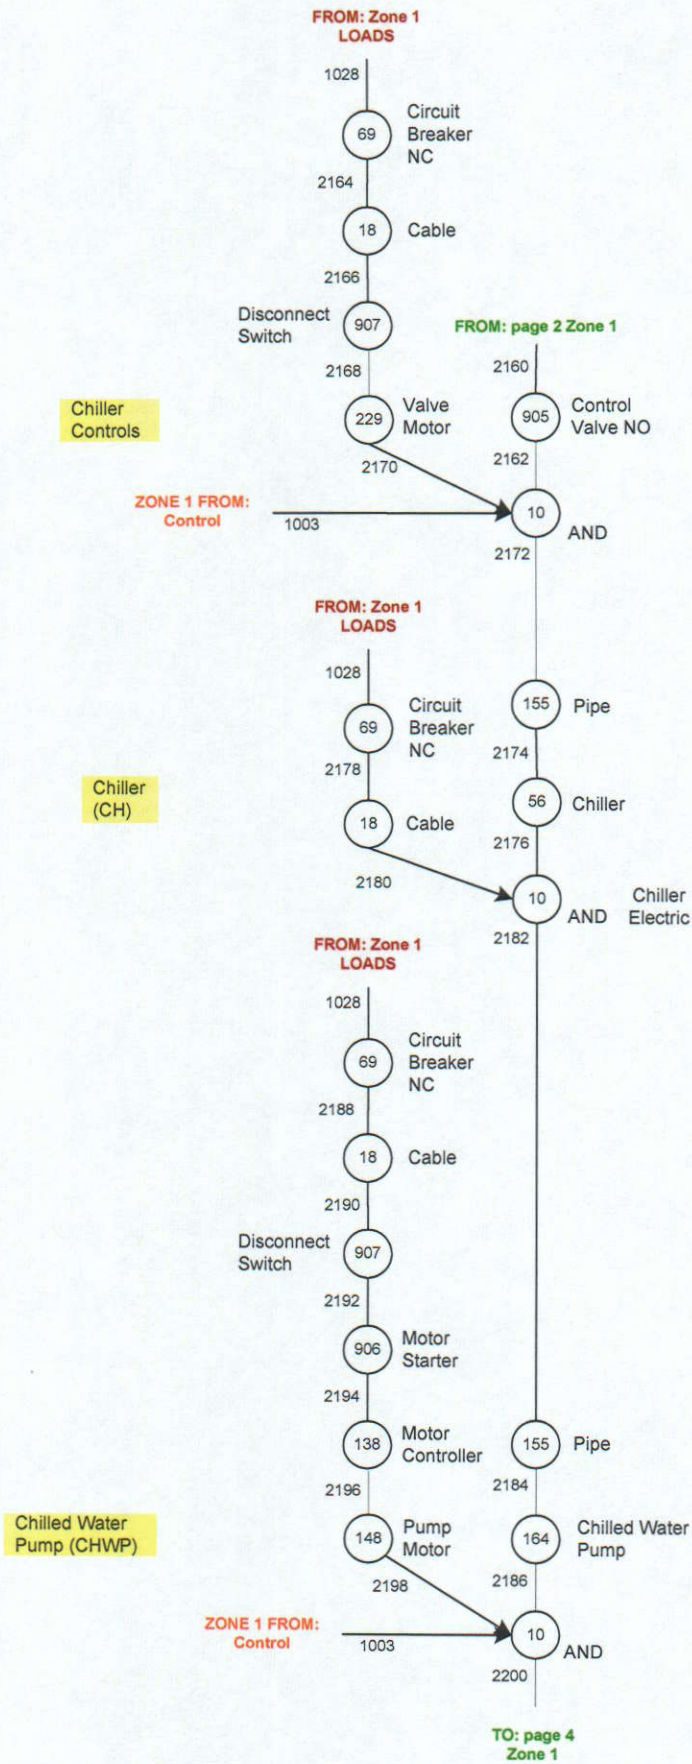 FROM: Zone 1
LOADS
1028
69
Circuit
Breaker
NC
2164
18
Cable
2166
Disconnect
Switch
907
FROM: page 2 Zone 1
2168
2160
Chiller
Controls
229
Valve
Motor
905
Control
Valve NO
2170
2162
ZONE 1 FROM:
Control
1003
10
AND
2172
FROM: Zone 1
LOADS
1028
69
Circuit
Breaker
NC
155
Pipe
2178
2174
Chiller
(CH)
18
Cable
56
Chiller
2176
2180
10
AND
Chiller
Electric
2182
FROM: Zone 1
LOADS
1028
69
Circuit
Breaker
NC
2188
18
Cable
2190
Disconnect
Switch
907
2192
906
Motor
Starter
2194
138
Motor
Controller
155
Pipe
2196
2184
Chilled Water
Pump (CHWP)
148
Pump
Motor
164
Chilled Water
Pump
2198
2186
ZONE 1 FROM:
Control
1003
10
AND
2200
TO: page 4
Zone 1